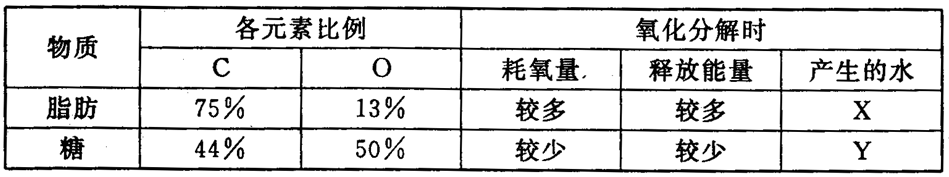 物质 各元素比例 氧化分解时
C O 耗氧量 释放能量 产生的水
脂肪 75% 13% 较多 较多 X
糖 44% 50% 较少 较少 Y